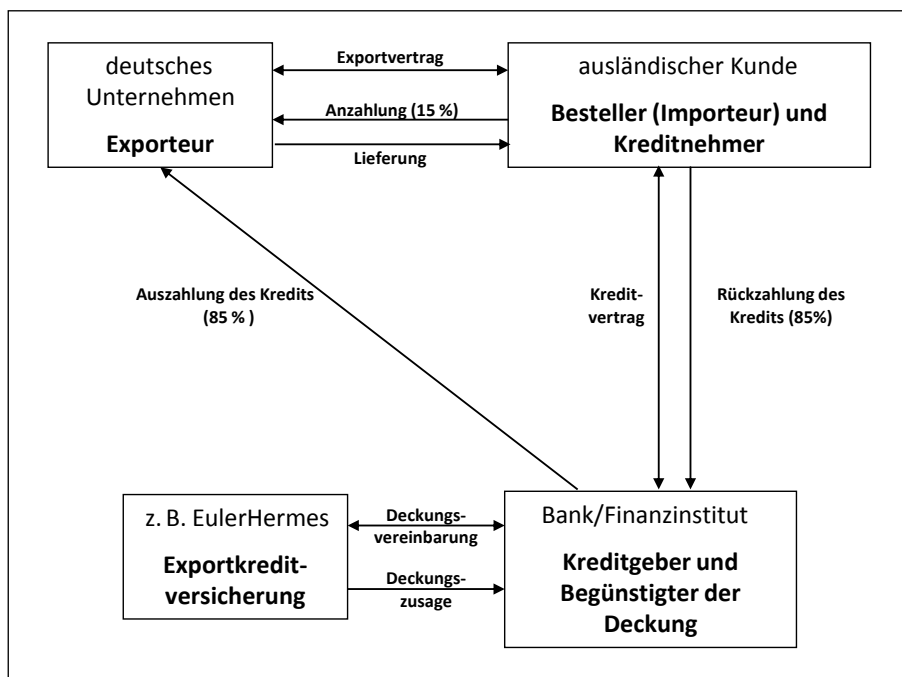 deutsches
Unternehmen
Exporteur
Exportvertrag
Anzahlung (15 %)
Lieferung
ausländischer Kunde
Besteller (Importeur) und
Kreditnehmer
Auszahlung des Kredits
(85 % )
Kredit-
vertrag
Rückzahlung des
Kredits (85%)
z. B. EulerHermes
Exportkredit-
versicherung
Deckungs-
vereinbarung
Deckungs-
zusage
Bank/Finanzinstitut
Kreditgeber und
Begünstigter der
Deckung